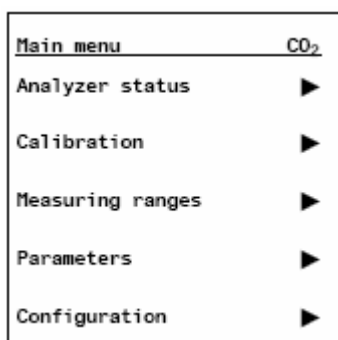 Main menu CO₂
Analyzer status ▶
Calibration ▶
Measuring ranges ▶
Parameters ▶
Configuration ▶